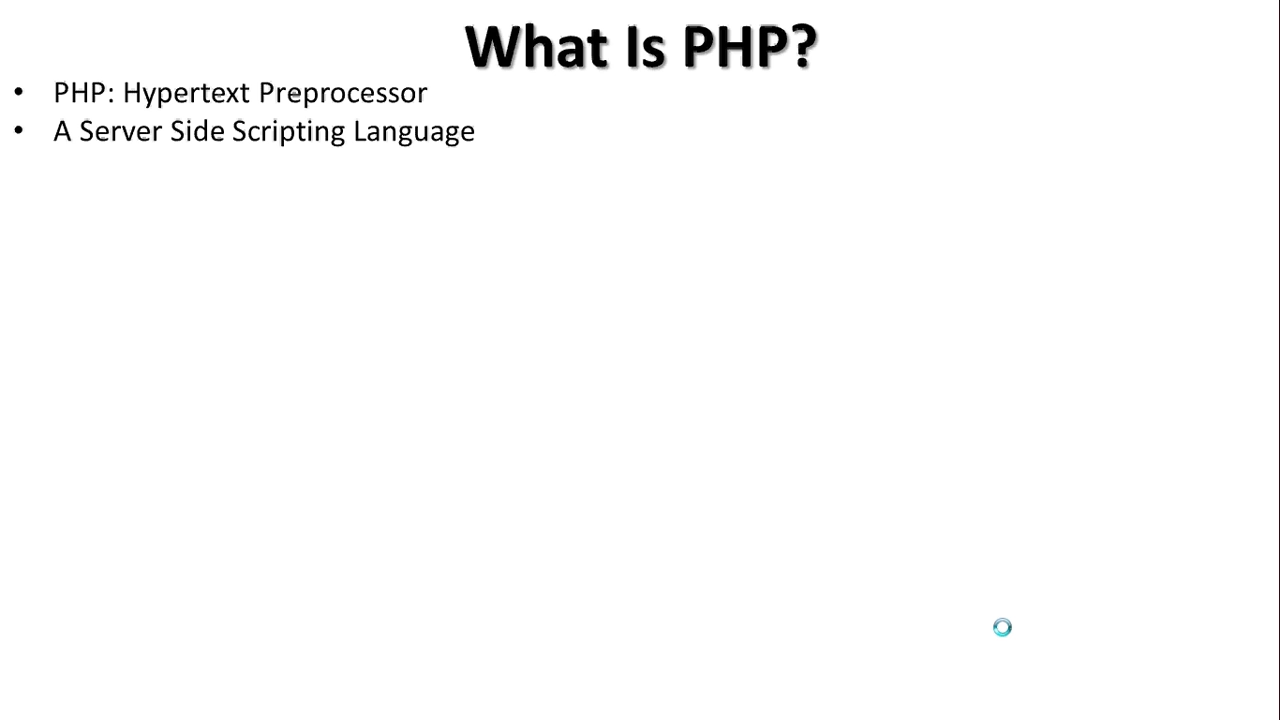 What Is PHP?
• PHP: Hypertext Preprocessor
• A Server Side Scripting Language